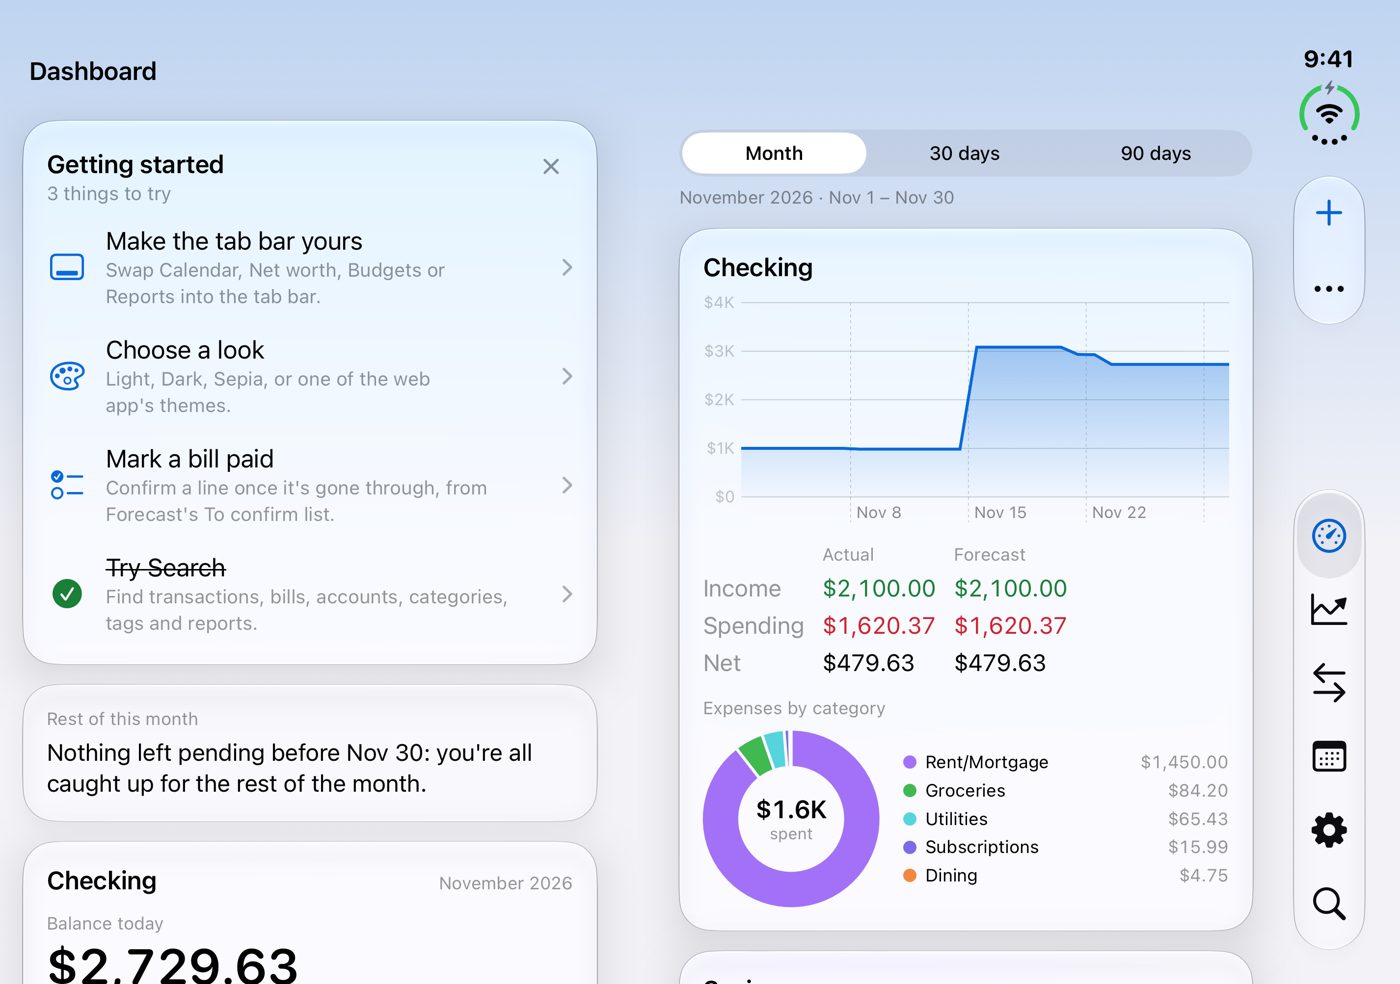 Dashboard
Getting started
3 things to try
Make the tab bar yours
Swap Calendar, Net worth, Budgets or
Reports into the tab bar.
Choose a look
Light, Dark, Sepia, or one of the web
app's themes.
Mark a bill paid
Confirm a line once it's gone through, from
Forecast's To confirm list.
Try Search
Find transactions, bills, accounts, categories,
tags and reports.
Rest of this month
Nothing left pending before Nov 30: you're all
caught up for the rest of the month.
Checking
November 2026
Balance today
$2,729.63
Month
30 days
90 days
November 2026 · Nov 1 – Nov 30
Checking
$4K
$3K
$2K
$1K
$0
Nov 8
Nov 15
Nov 22
Actual Forecast
Income $2,100.00 $2,100.00
Spending $1,620.37 $1,620.37
Net $479.63 $479.63
Expenses by category
$1.6K
spent
Rent/Mortgage $1,450.00
Groceries $84.20
Utilities $65.43
Subscriptions $15.99
Dining $4.75
9:41